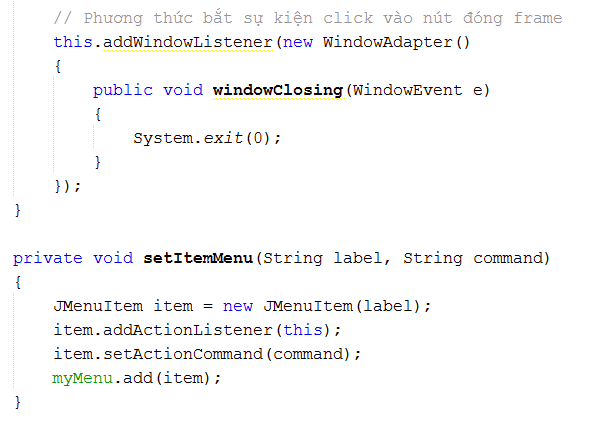 // Phương thức bắt sự kiện click vào nút đóng frame
this.addWindowListener(new WindowAdapter()
{
public void windowClosing(WindowEvent e)
{
System.exit(0);
}
});
}
private void setItemMenu(String label, String command)
{
JMenuItem item = new JMenuItem(label);
item.addActionListener(this);
item.setActionCommand(command);
myMenu.add(item);
}